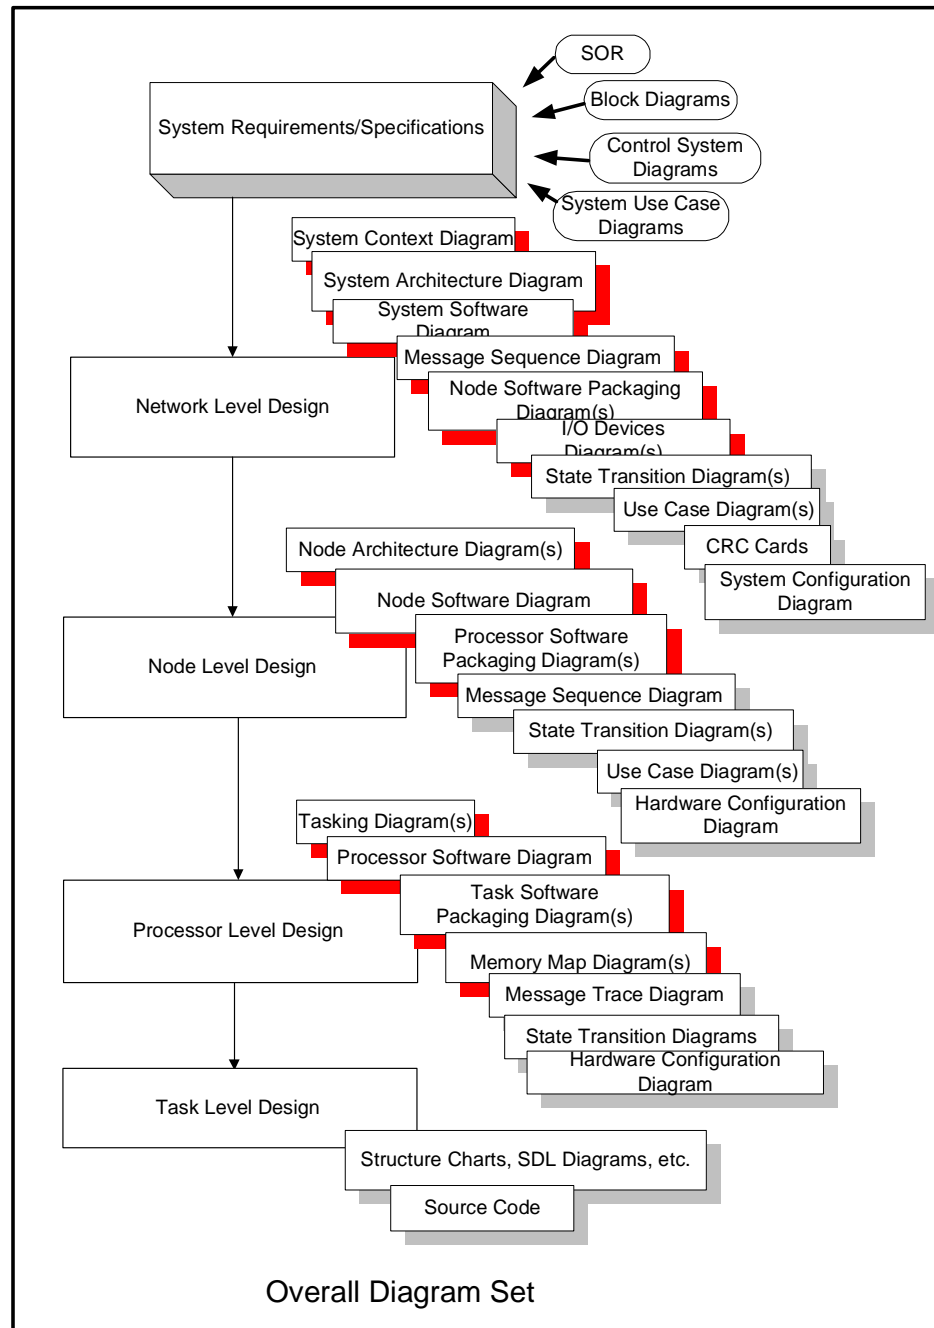 SOR
Block Diagrams
System Requirements/Specifications
Control System
Diagrams
System Use Case
Diagrams
System Context Diagram
System Architecture Diagram
System Software
Diagram
Message Sequence Diagram
Network Level Design
Node Software Packaging
Diagram(s)
I/O Devices
Diagram(s)
State Transition Diagram(s)
Use Case Diagram(s)
CRC Cards
System Configuration
Diagram
Node Architecture Diagram(s)
Node Software Diagram
Processor Software
Packaging Diagram(s)
Node Level Design
Message Sequence Diagram
State Transition Diagram(s)
Use Case Diagram(s)
Hardware Configuration
Diagram
Tasking Diagram(s)
Processor Software Diagram
Task Software
Packaging Diagram(s)
Processor Level Design
Memory Map Diagram(s)
Message Trace Diagram
State Transition Diagrams
Hardware Configuration
Diagram
Task Level Design
Structure Charts, SDL Diagrams, etc.
Source Code
Overall Diagram Set